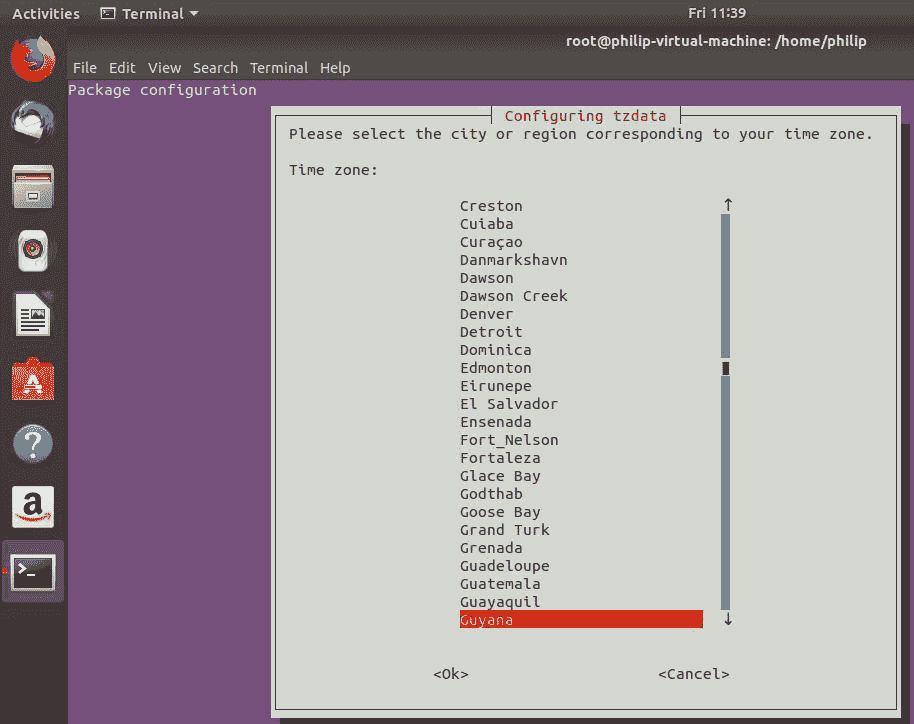 Activities Terminal Fri 11:39
root@philip-virtual-machine: /home/philip
File Edit View Search Terminal Help
Package configuration
Configuring tzdata
Please select the city or region corresponding to your time zone.
Time zone:
Creston
Cuiaba
Curaçao
Danmarkshavn
Dawson
Dawson Creek
Denver
Detroit
Dominica
Edmonton
Eirunepe
El Salvador
Ensenada
Fort_Nelson
Fortaleza
Glace Bay
Godthab
Goose Bay
Grand Turk
Grenada
Guadeloupe
Guatemala
Guayaquil
Guyana
<Ok> <Cancel>